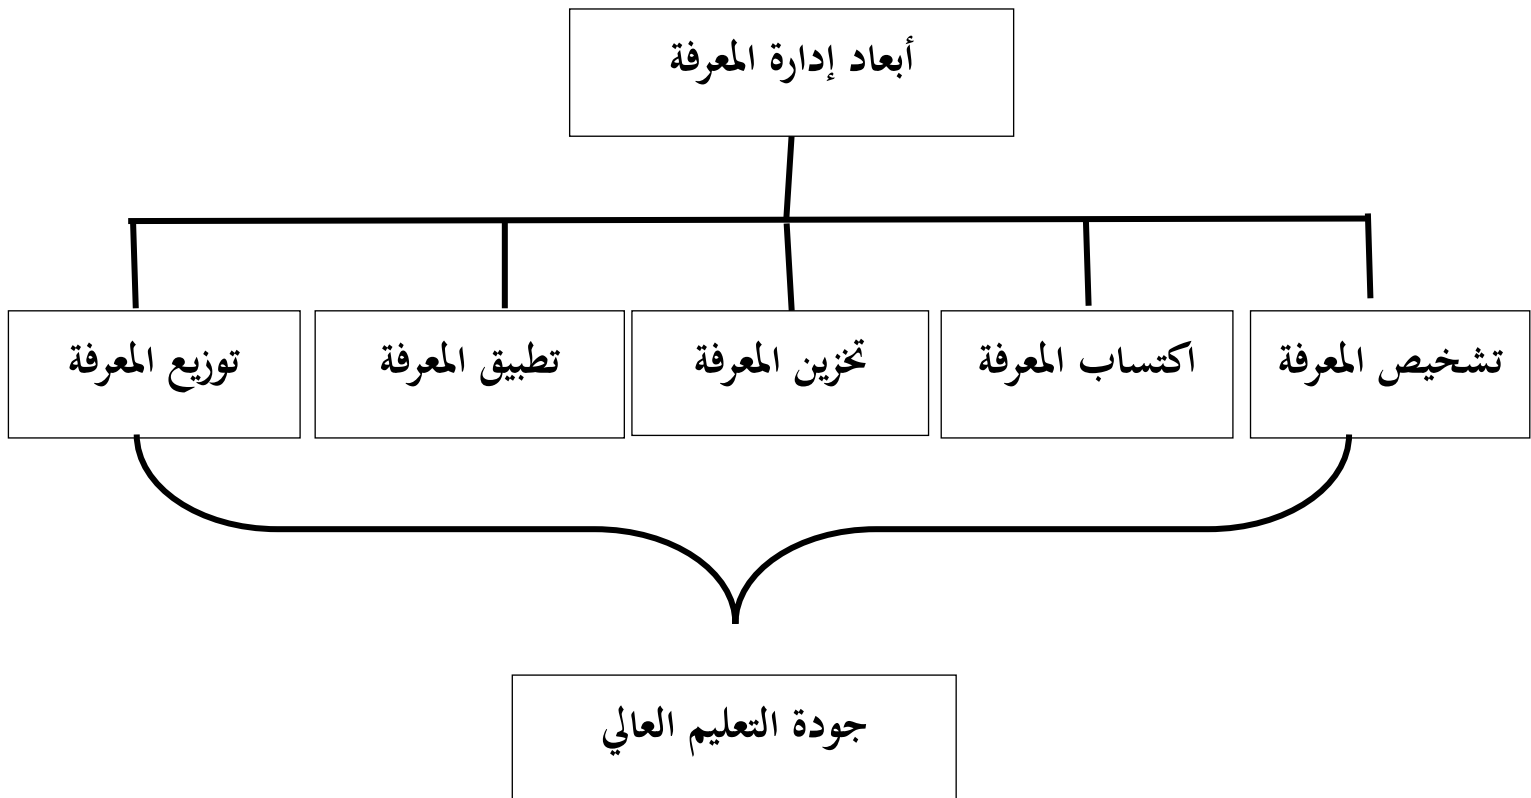 أبعاد إدارة المعرفة
تشخيص المعرفة
اكتساب المعرفة
تخزين المعرفة
تطبيق المعرفة
توزيع المعرفة
جودة التعليم العالي